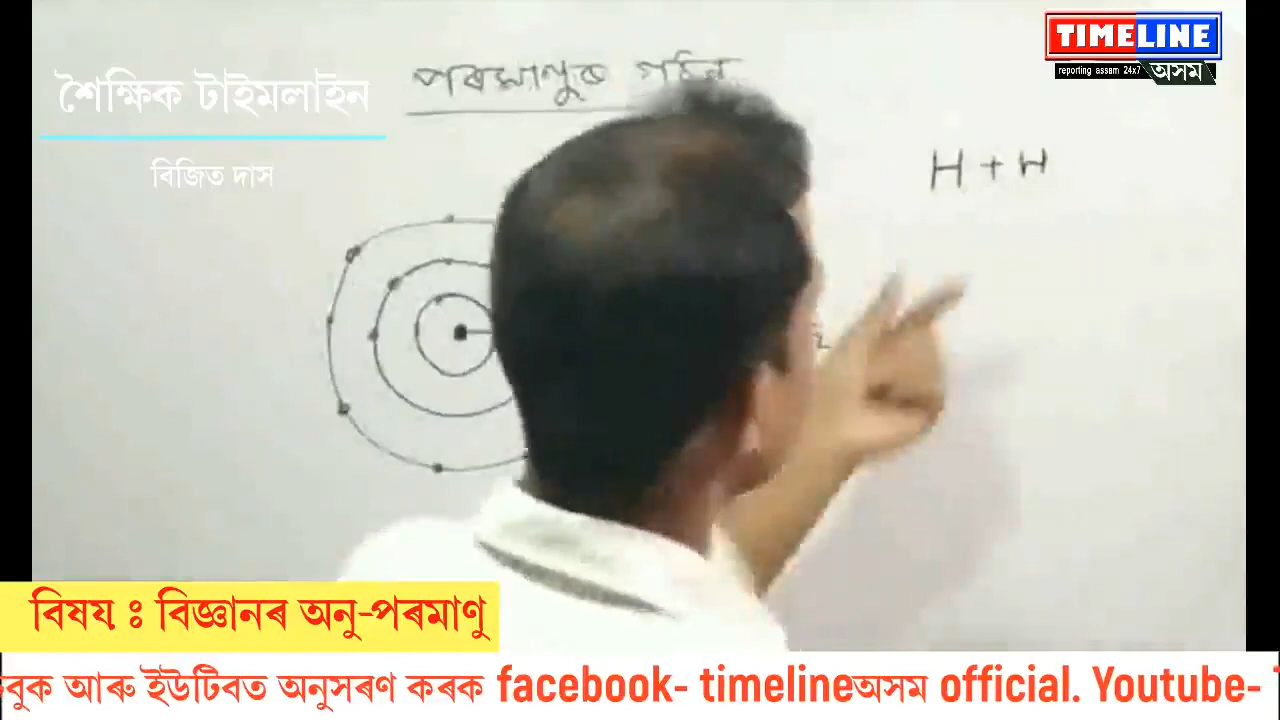 TIMELINE
reporting assam 24x7 অসম
শৈক্ষিক টাইমলাইন
বিজিত দাস
পৰমাণুৰ গঠন
H + H
বিষয় ঃ বিজ্ঞানৰ অনু-পৰমাণু
বুক আৰু ইউটিবত অনুসৰণ কৰক facebook- timelineঅসম official. Youtube-